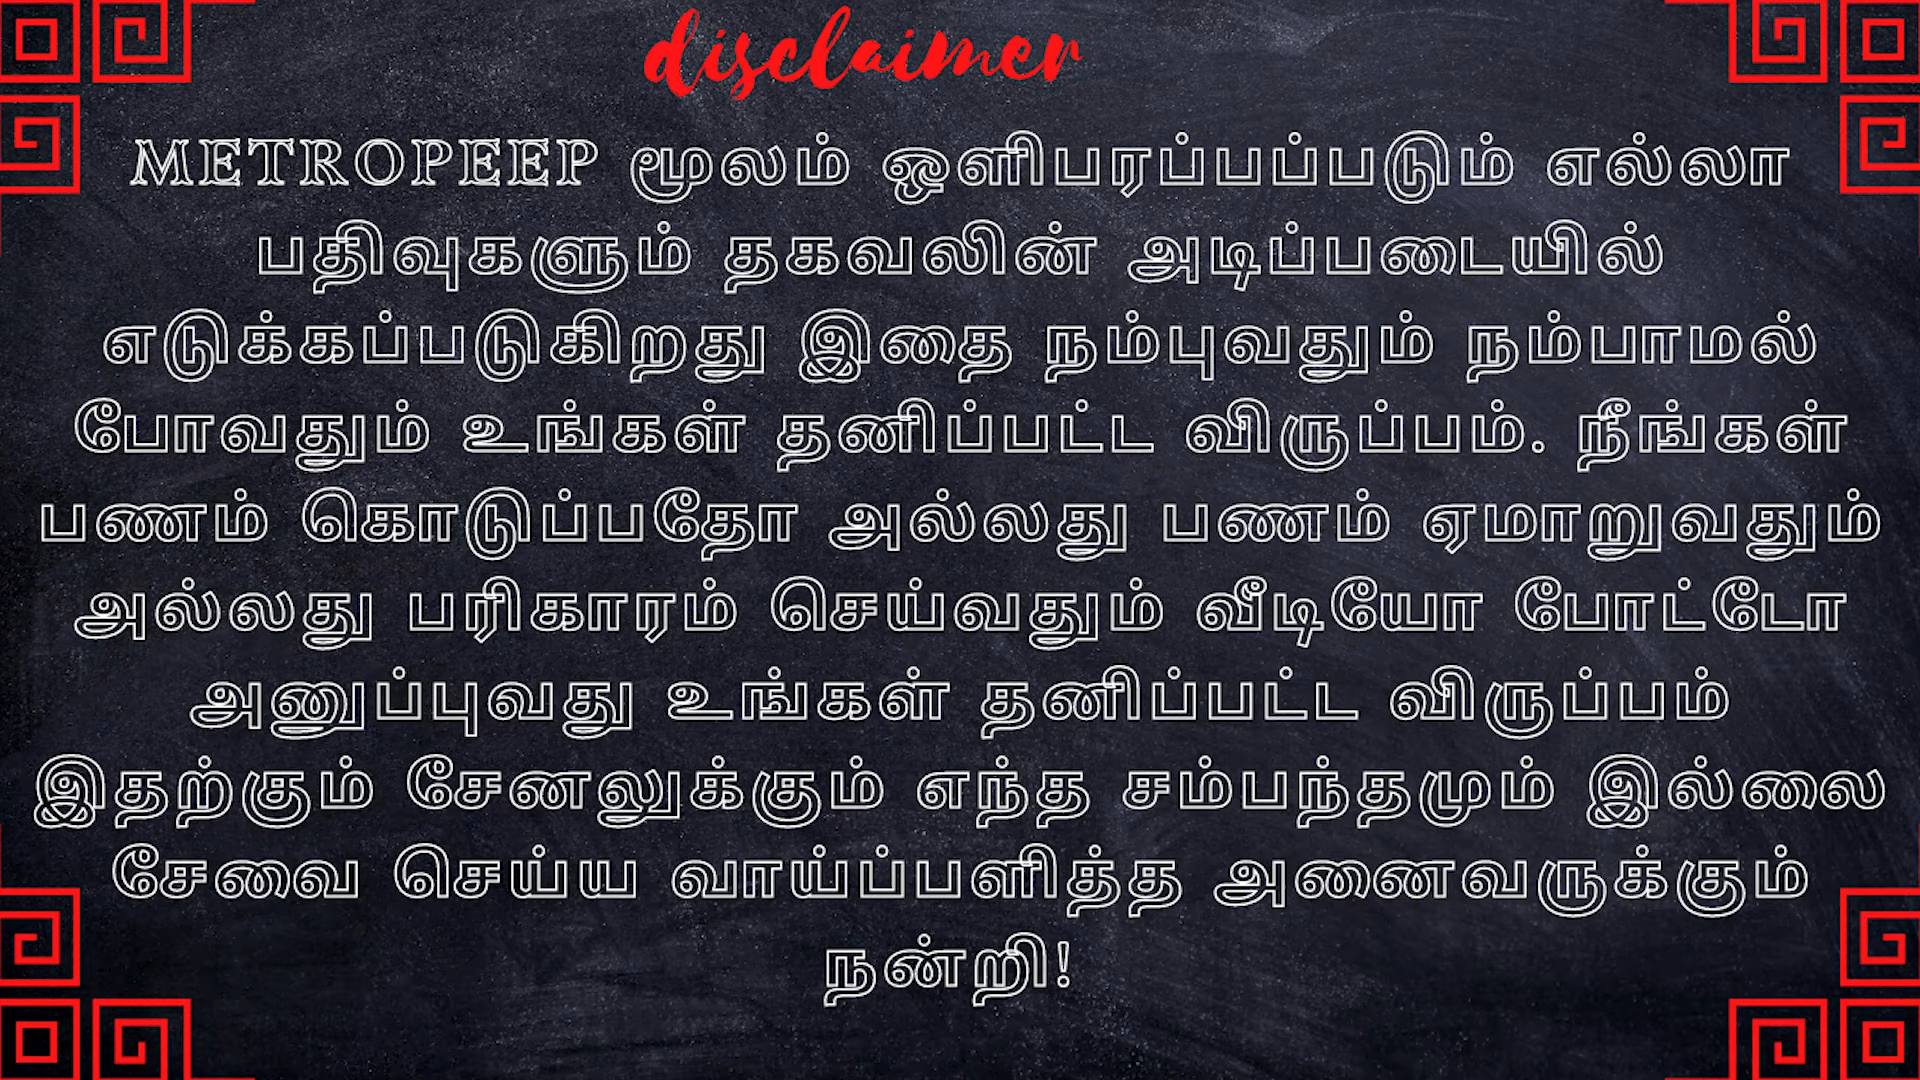 disclaimer
METROPEEP மூலம் ஒளிபரப்பப்படும் எல்லா
பதிவுகளும் தகவலின் அடிப்படையில்
எடுக்கப்படுகிறது இதை நம்புவதும் நம்பாமல்
போவதும் உங்கள் தனிப்பட்ட விருப்பம். நீங்கள்
பணம் கொடுப்பதோ அல்லது பணம் ஏமாறுவதும்
அல்லது பரிகாரம் செய்வதும் வீடியோ போட்டோ
அனுப்புவது உங்கள் தனிப்பட்ட விருப்பம்
இதற்கும் சேனலுக்கும் எந்த சம்பந்தமும் இல்லை
சேவை செய்ய வாய்ப்பளித்த அனைவருக்கும்
நன்றி!